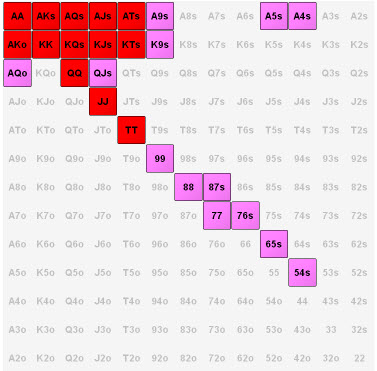 AA AKs AQs AJs ATs A9s A8s A7s A6s A5s A4s A3s A2s
AKo KK KQs KJs KTs K9s K8s K7s K6s K5s K4s K3s K2s
AQo KQo QQ QJs QTs Q9s Q8s Q7s Q6s Q5s Q4s Q3s Q2s
AJo KJo QJo JJ JTs J9s J8s J7s J6s J5s J4s J3s J2s
ATo KTo QTo JTo TT T9s T8s T7s T6s T5s T4s T3s T2s
A9o K9o Q9o J9o T9o 99 98s 97s 96s 95s 94s 93s 92s
A8o K8o Q8o J8o T8o 98o 88 87s 86s 85s 84s 83s 82s
A7o K7o Q7o J7o T7o 97o 87o 77 76s 75s 74s 73s 72s
A6o K6o Q6o J6o T6o 96o 86o 76o 66 65s 64s 63s 62s
A5o K5o Q5o J5o T5o 95o 85o 75o 65o 55 54s 53s 52s
A4o K4o Q4o J4o T4o 94o 84o 74o 64o 54o 44 43s 42s
A3o K3o Q3o J3o T3o 93o 83o 73o 63o 53o 43o 33 32s
A2o K2o Q2o J2o T2o 92o 82o 72o 62o 52o 42o 32o 22